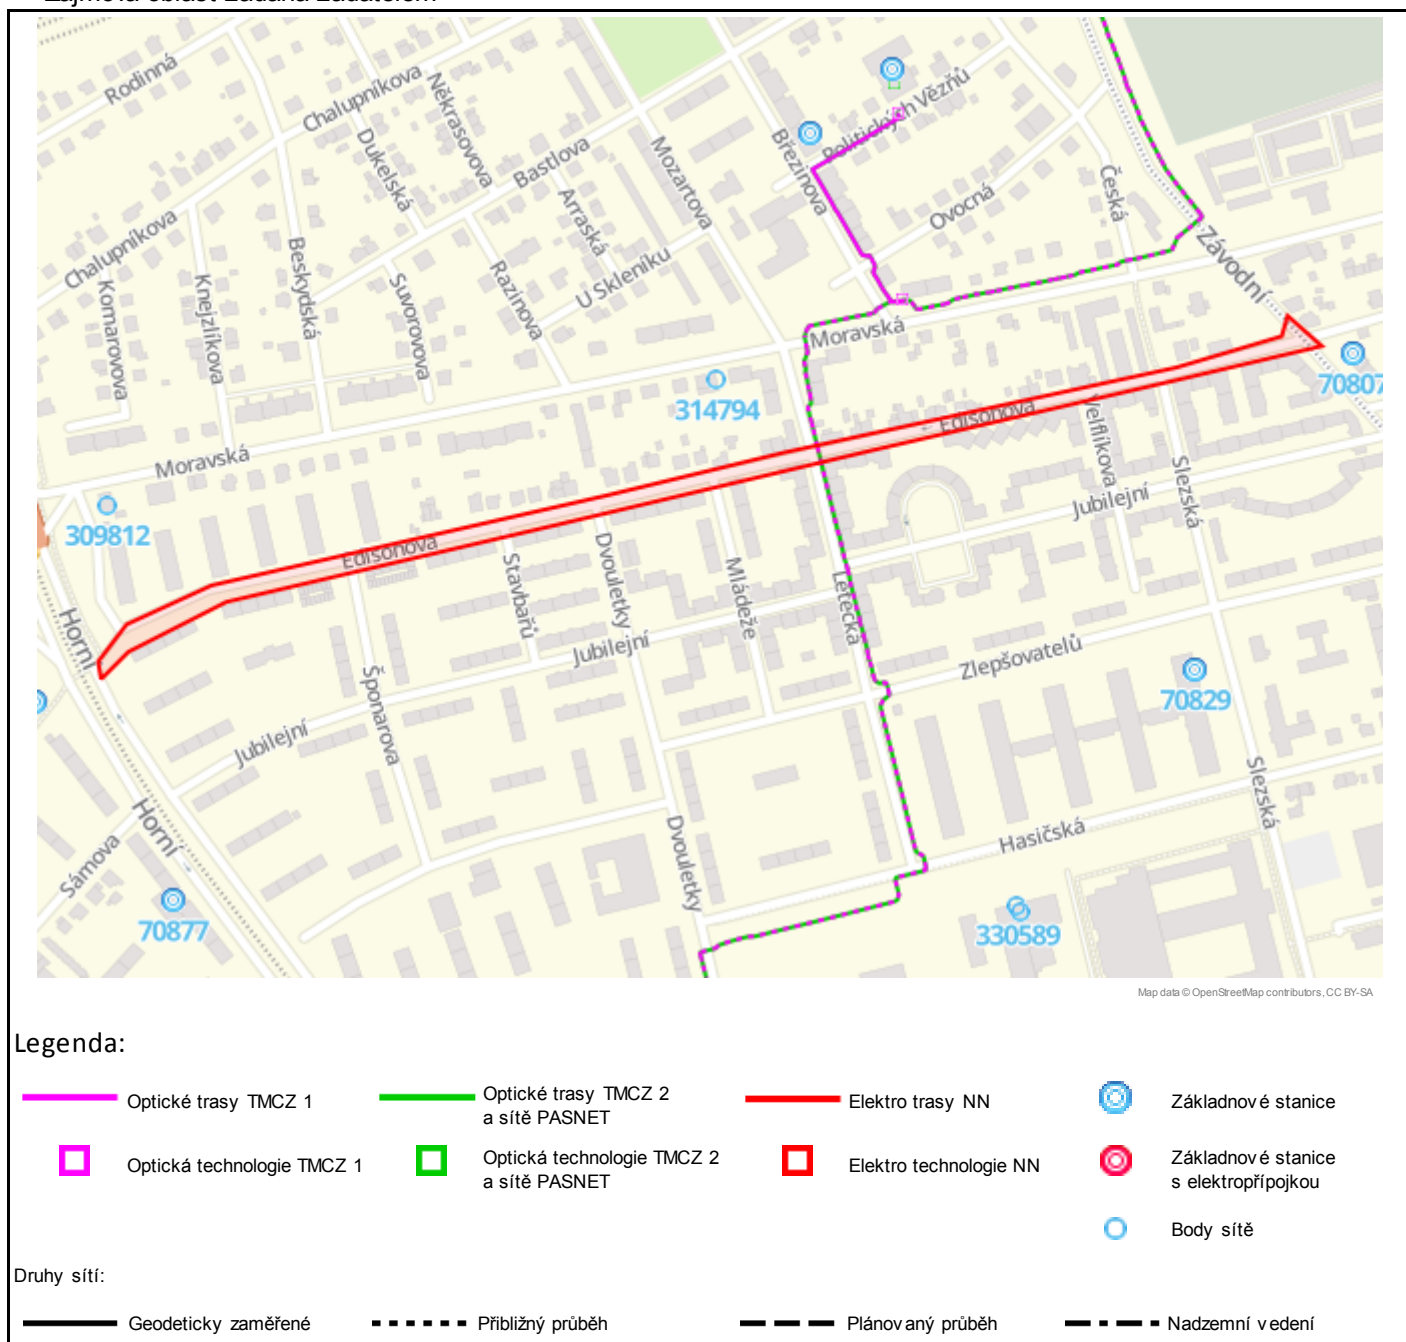 Zájmová oblast zadaná žadatelem
Rodinná
Chalupníkova
Někrasovova
Dukelská
Bastlova
Mozartova
Březinova
Politických Vězňů
Česká
Ovocná
Závodní
Arraská
U Skleníku
Chalupníkova
Komarovova
Knejzlíkova
Beskydská
Suvorovova
Razinova
Moravská
70807
314794
Edisonova
Velflíkova
Slezská
Moravská
309812
Jubilejní
Edisonova
Stavbařů
Dvouletky
Mládeže
Letecká
Horní
Jubilejní
Zlepšovatelů
Šponarova
70829
Jubilejní
Horní
Sámova
Slezská
Hasičská
Dvouletky
70877
330589
Map data © OpenStreetMap contributors, CC BY-SA
Legenda:
Optické trasy TMCZ 1
Optické trasy TMCZ 2
a sítě PASNET
Elektro trasy NN
Základnové stanice
Optická technologie TMCZ 1
Optická technologie TMCZ 2
a sítě PASNET
Elektro technologie NN
Základnové stanice
s elektropřípojkou
Body sítě
Druhy sítí:
Geodeticky zaměřené
Přibližný průběh
Plánovaný průběh
Nadzemní vedení